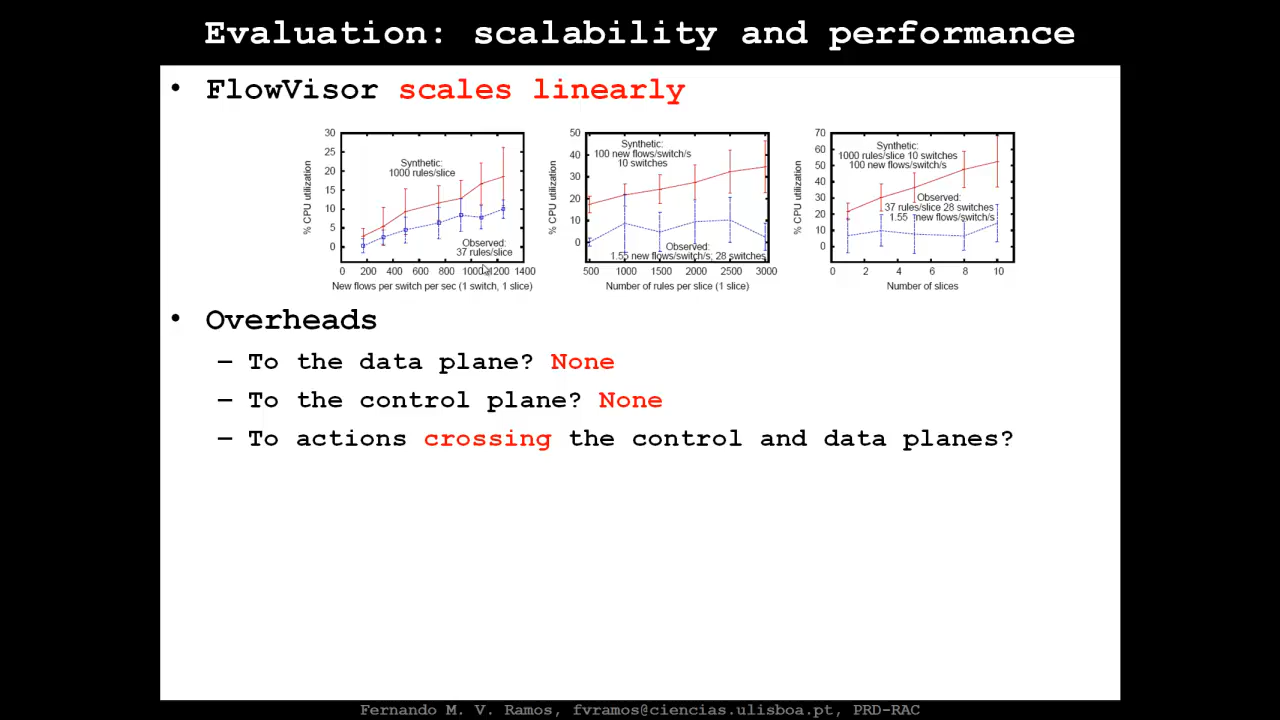 Evaluation: scalability and performance
• FlowVisor scales linearly
30
25
20
15
10
5
0
% CPU utilization
Synthetic:
1000 rules/slice
Observed:
37 rules/slice
0 200 400 600 800 1000 1200 1400
New flows per switch per sec (1 switch, 1 slice)
50
40
30
20
10
0
% CPU utilization
Synthetic:
100 new flows/switch/s
10 switches
Observed:
1.55 new flows/switch/s; 28 switches
500 1000 1500 2000 2500 3000
Number of rules per slice (1 slice)
70
60
50
40
30
20
10
0
% CPU utilization
Synthetic:
1000 rules/slice 10 switches
100 new flows/switch/s
Observed:
37 rules/slice 28 switches
1.55 new flows/switch/s
0 2 4 6 8 10
Number of slices
• Overheads
– To the data plane? None
– To the control plane? None
– To actions crossing the control and data planes?
Fernando M. V. Ramos, fvramos@ciencias.ulisboa.pt, PRD-RAC